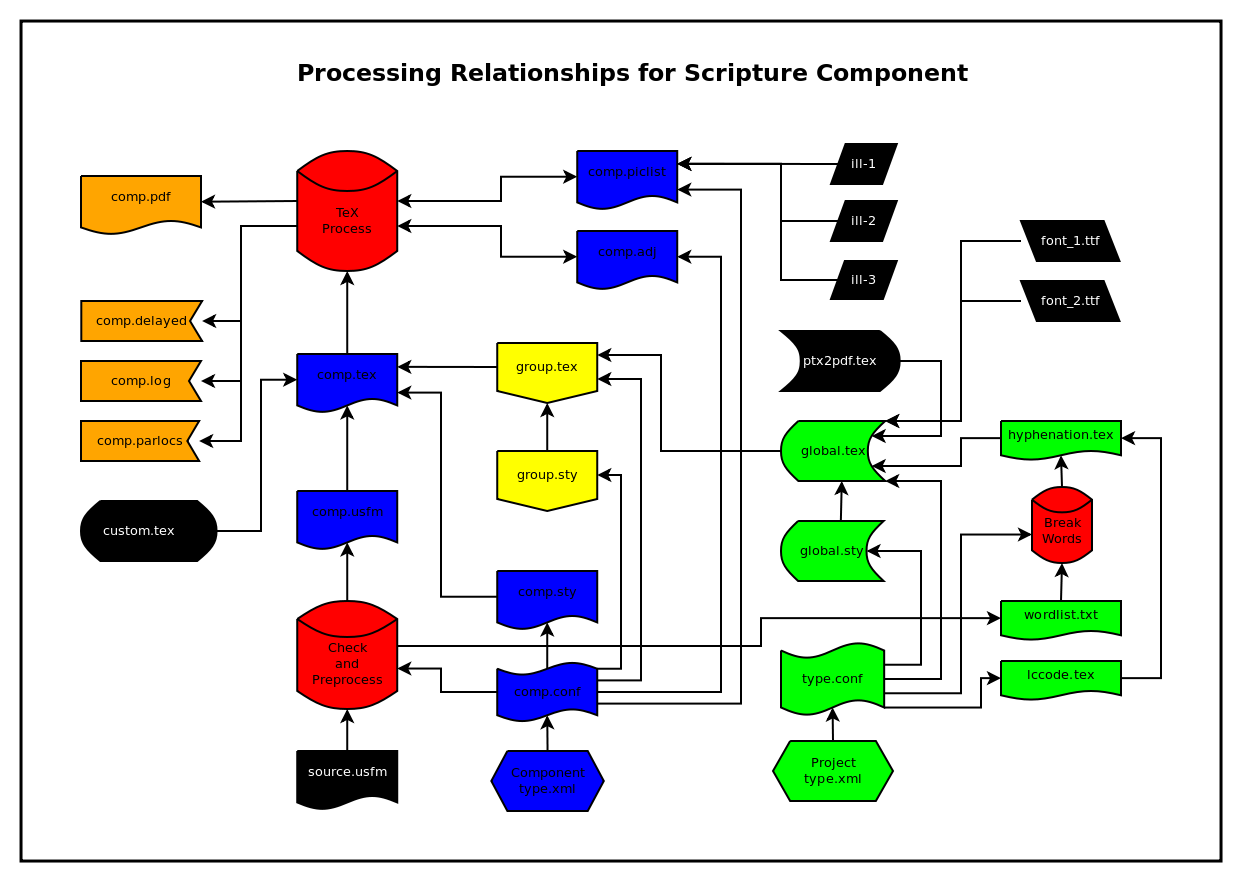 Processing Relationships for Scripture Component
comp.pdf
TeX
Process
comp.piclist
ill-1
ill-2
comp.adj
ill-3
font_1.ttf
font_2.ttf
comp.delayed
comp.log
comp.parlocs
comp.tex
group.tex
ptx2pdf.tex
group.sty
global.tex
hyphenation.tex
custom.tex
comp.usfm
global.sty
Break
Words
comp.sty
wordlist.txt
Check
and
Preprocess
comp.conf
type.conf
lccode.tex
source.usfm
Component
type.xml
Project
type.xml